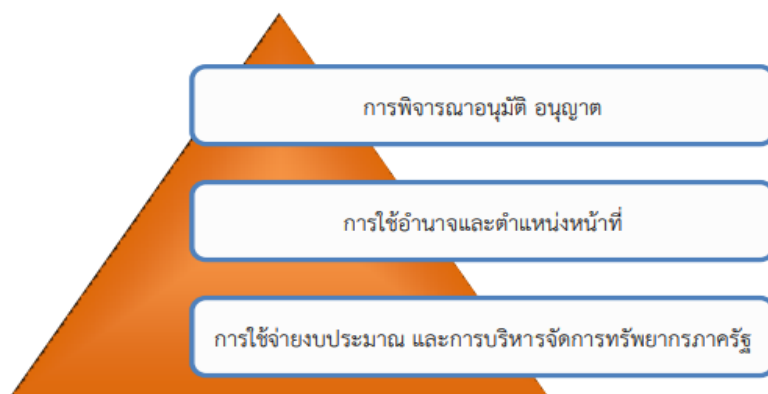 การพิจารณาอนุมัติ อนุญาต
การใช้อำนาจและตำแหน่งหน้าที่
การใช้จ่ายงบประมาณ และการบริหารจัดการทรัพยากรภาครัฐ